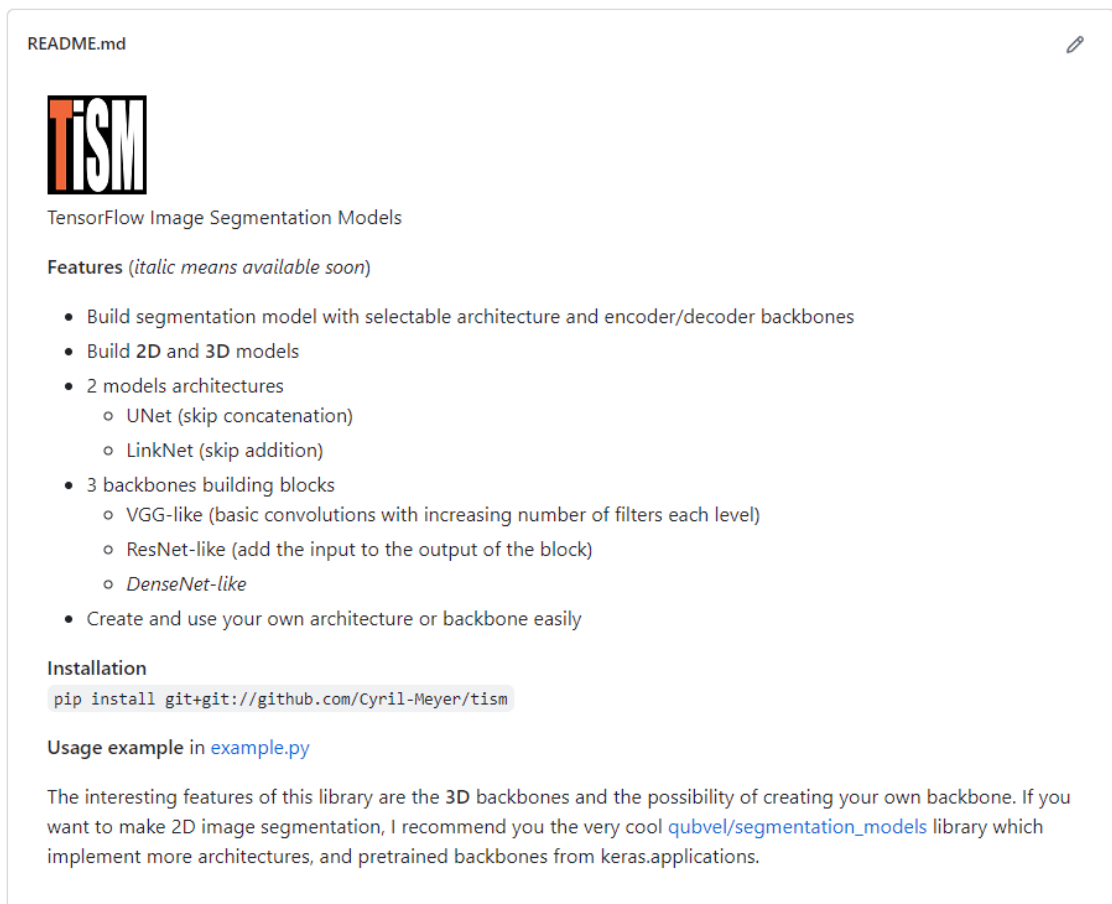 README.md
TiSM
TensorFlow Image Segmentation Models
Features (italic means available soon)
Build segmentation model with selectable architecture and encoder/decoder backbones
Build 2D and 3D models
2 models architectures
UNet (skip concatenation)
LinkNet (skip addition)
3 backbones building blocks
VGG-like (basic convolutions with increasing number of filters each level)
ResNet-like (add the input to the output of the block)
DenseNet-like
Create and use your own architecture or backbone easily
Installation
pip install git+git://github.com/Cyril-Meyer/tism
Usage example in example.py
The interesting features of this library are the 3D backbones and the possibility of creating your own backbone. If you
want to make 2D image segmentation, I recommend you the very cool qubvel/segmentation_models library which
implement more architectures, and pretrained backbones from keras.applications.